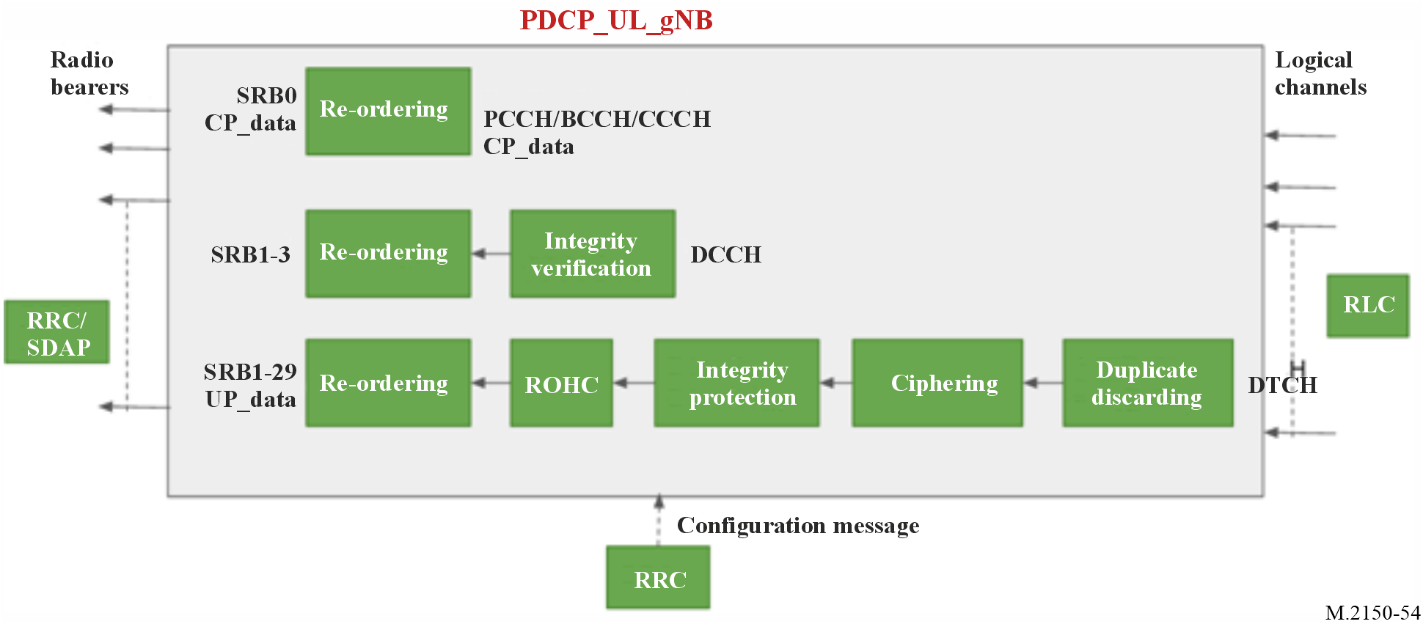 PDCP_UL_gNB
Radio
bearers
Logical
channels
SRB0
CP_data
Re-ordering
PCCH/BCCH/CCCH
CP_data
SRB1-3
Re-ordering
Integrity
verification
DCCH
RRC/
SDAP
RLC
SRB1-29
UP_data
Re-ordering
ROHC
Integrity
protection
Ciphering
Duplicate
discarding
H
DTCH
Configuration message
RRC
M.2150-54